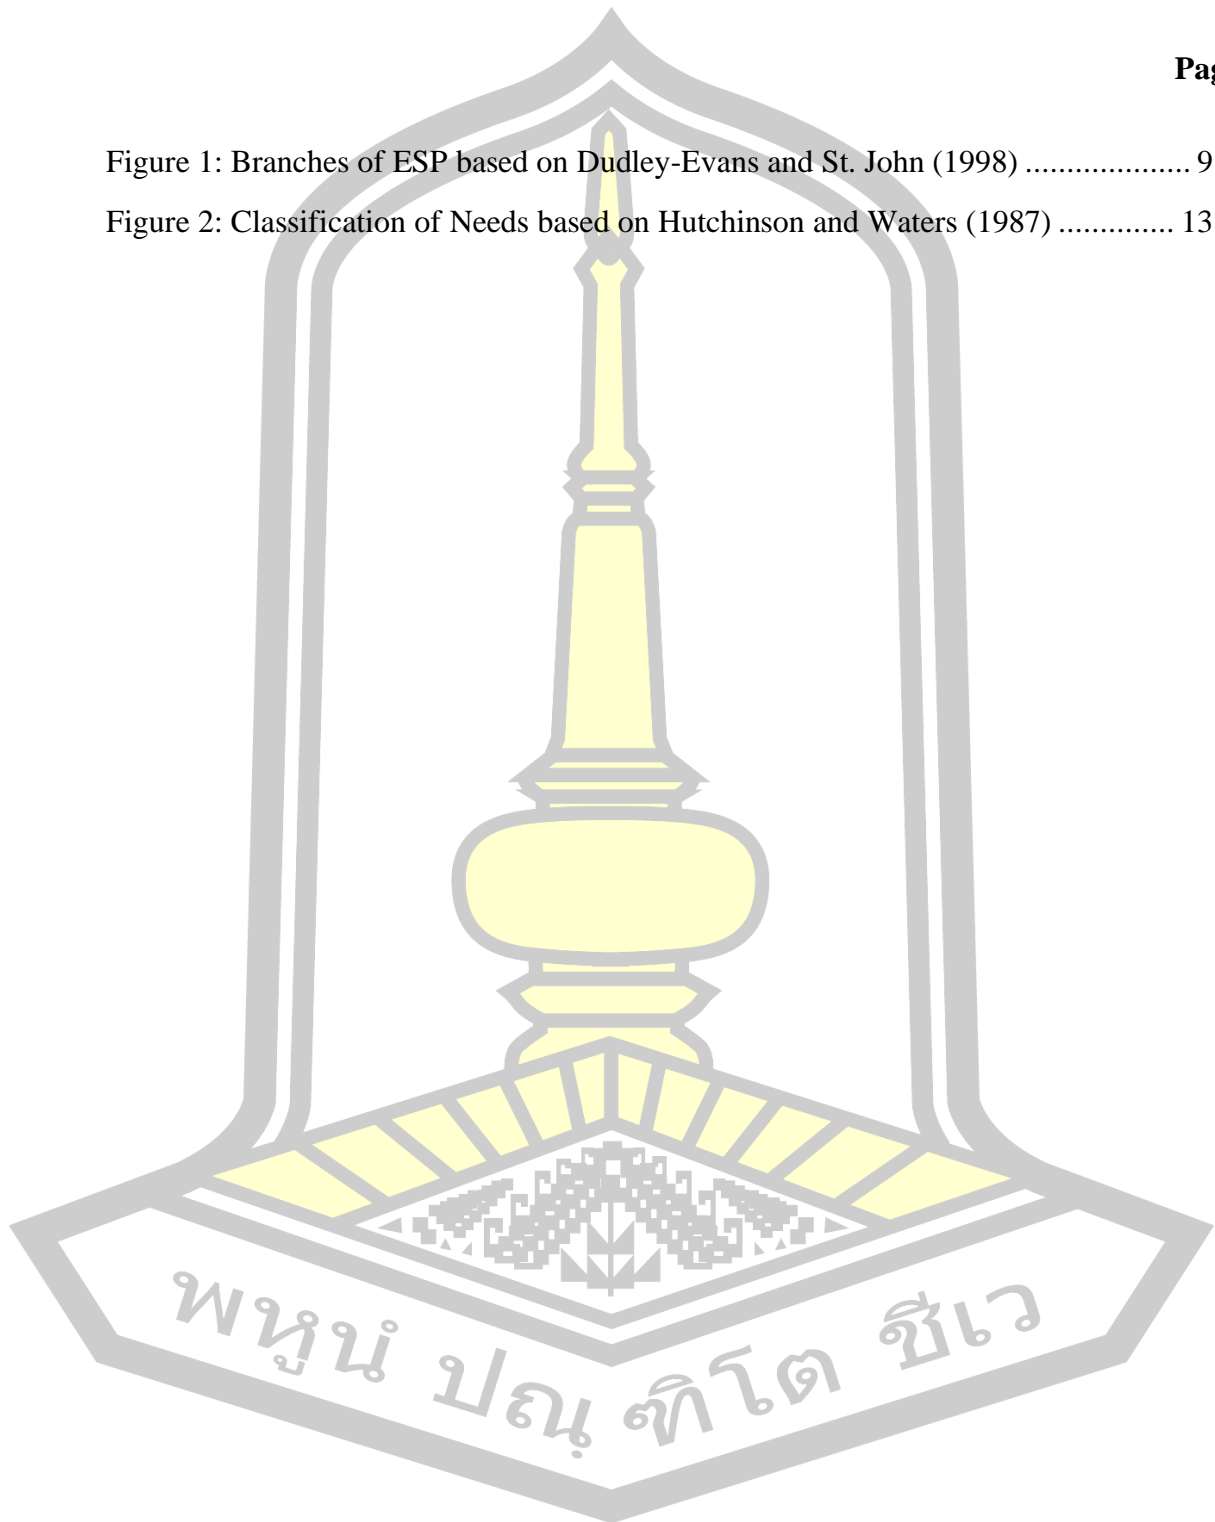 Pag
Figure 1: Branches of ESP based on Dudley-Evans and St. John (1998) .................... 9
Figure 2: Classification of Needs based on Hutchinson and Waters (1987) .............. 13
พหูนํ ปณฺ ฑิโต ชีเว